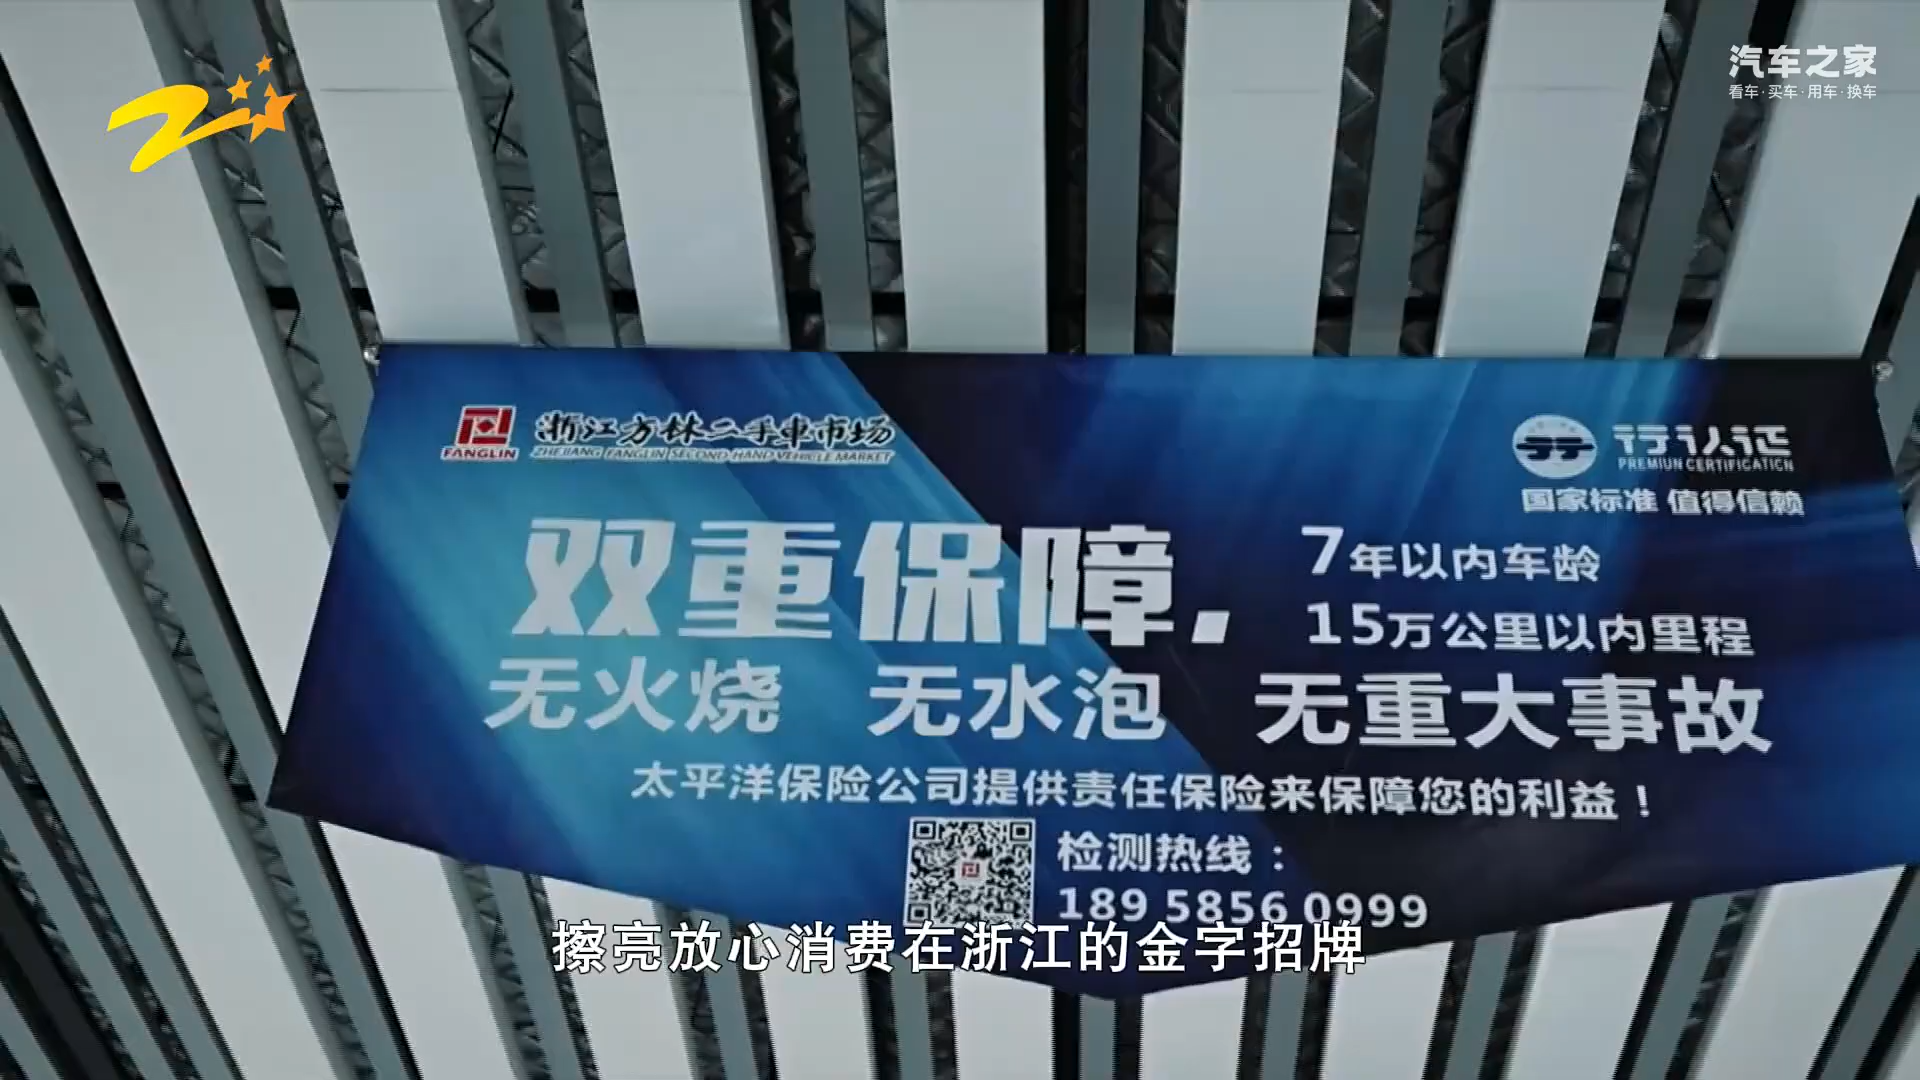 汽车之家
看车·买车·用车·换车
FANGLIN
浙江方林二手车市场
ZHEJIANG FANGLIN SECOND-HAND VEHICLE MARKET
行认证
PREMIUN CERTIFICATICN
国家标准 值得信赖
双重保障.
7年以内车龄
15万公里以内里程
无火烧 无水泡 无重大事故
太平洋保险公司提供责任保险来保障您的利益！
检测热线：
189 5856 0999
擦亮放心消费在浙江的金字招牌